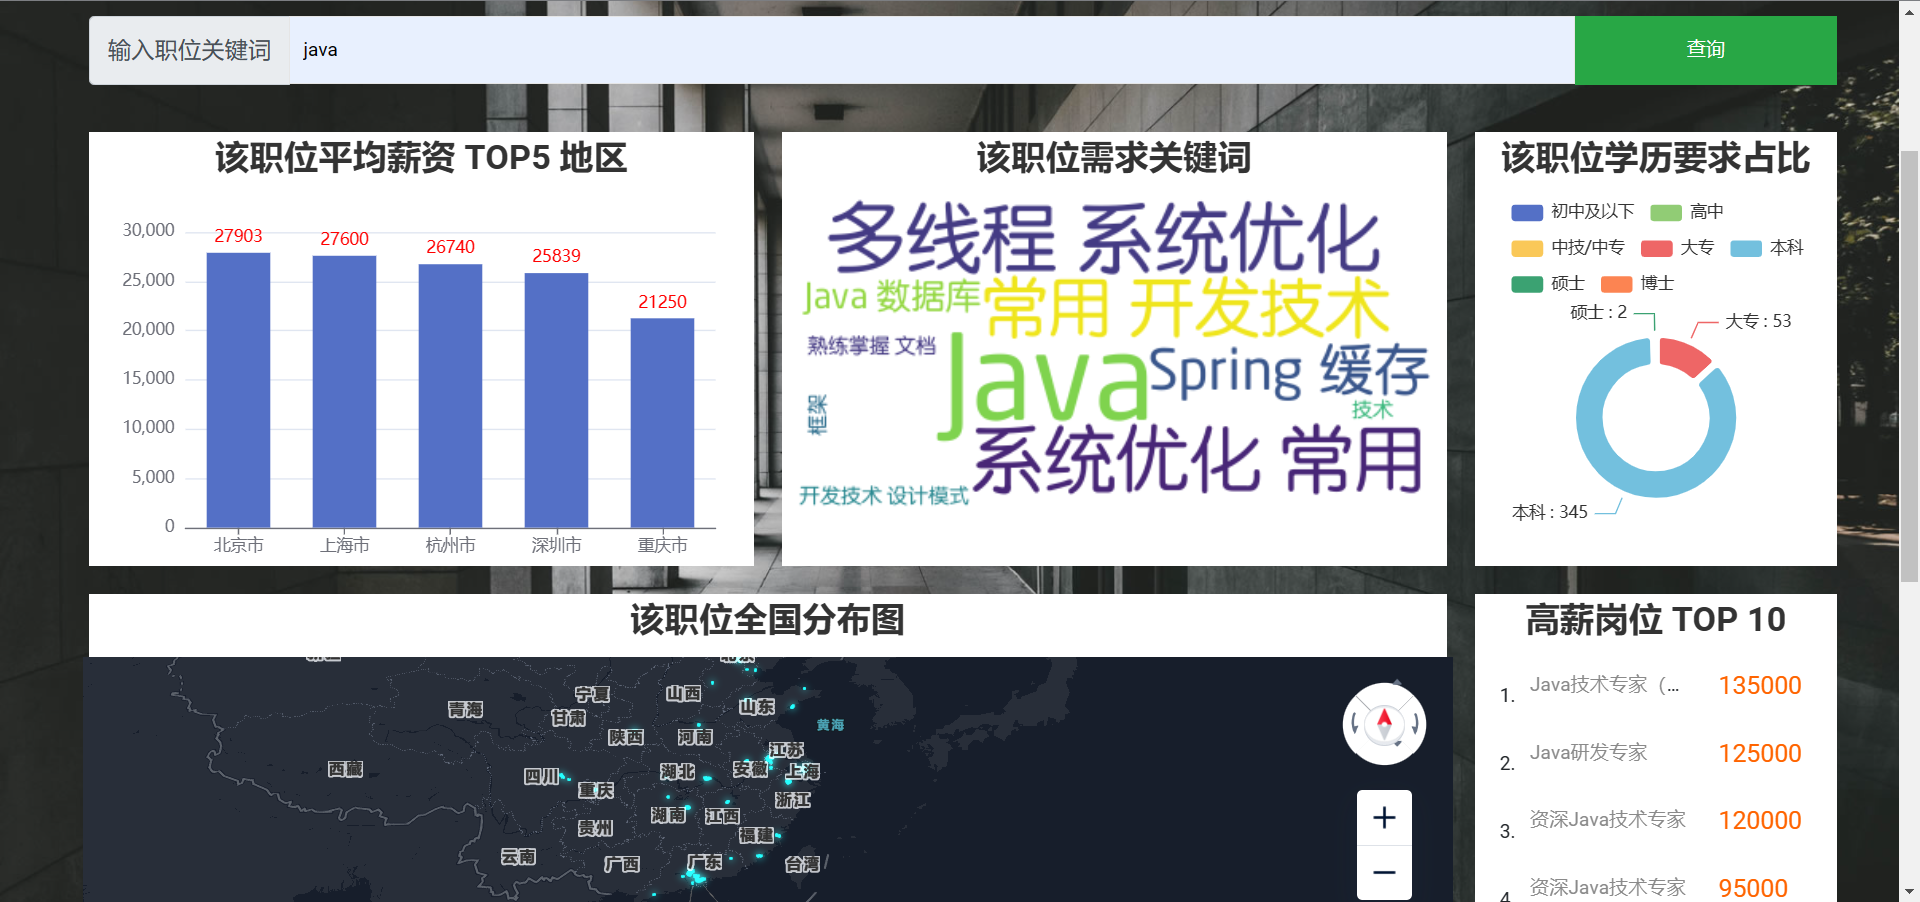 输入职位关键词 java 查询
该职位平均薪资 TOP5 地区
30,000
25,000
20,000
15,000
10,000
5,000
0
27903 27600 26740 25839 21250
北京市 上海市 杭州市 深圳市 重庆市
该职位需求关键词
多线程 系统优化
Java 数据库 常用 开发技术
熟练掌握 文档
Java Spring 缓存
框架
技术
系统优化 常用
开发技术 设计模式
该职位学历要求占比
初中及以下 高中
中技/中专 大专 本科
硕士 博士
硕士 : 2
大专 : 53
本科 : 345
该职位全国分布图
宁夏 山西
青海 甘肃 山东
黄海
陕西 河南
江苏
西藏 四川 湖北 安徽 上海
重庆 浙江
湖南 江西
贵州 福建
云南 广西 广东 台湾
高薪岗位 TOP 10
1. Java技术专家（... 135000
2. Java研发专家 125000
3. 资深Java技术专家 120000
4. 资深Java技术专家 95000